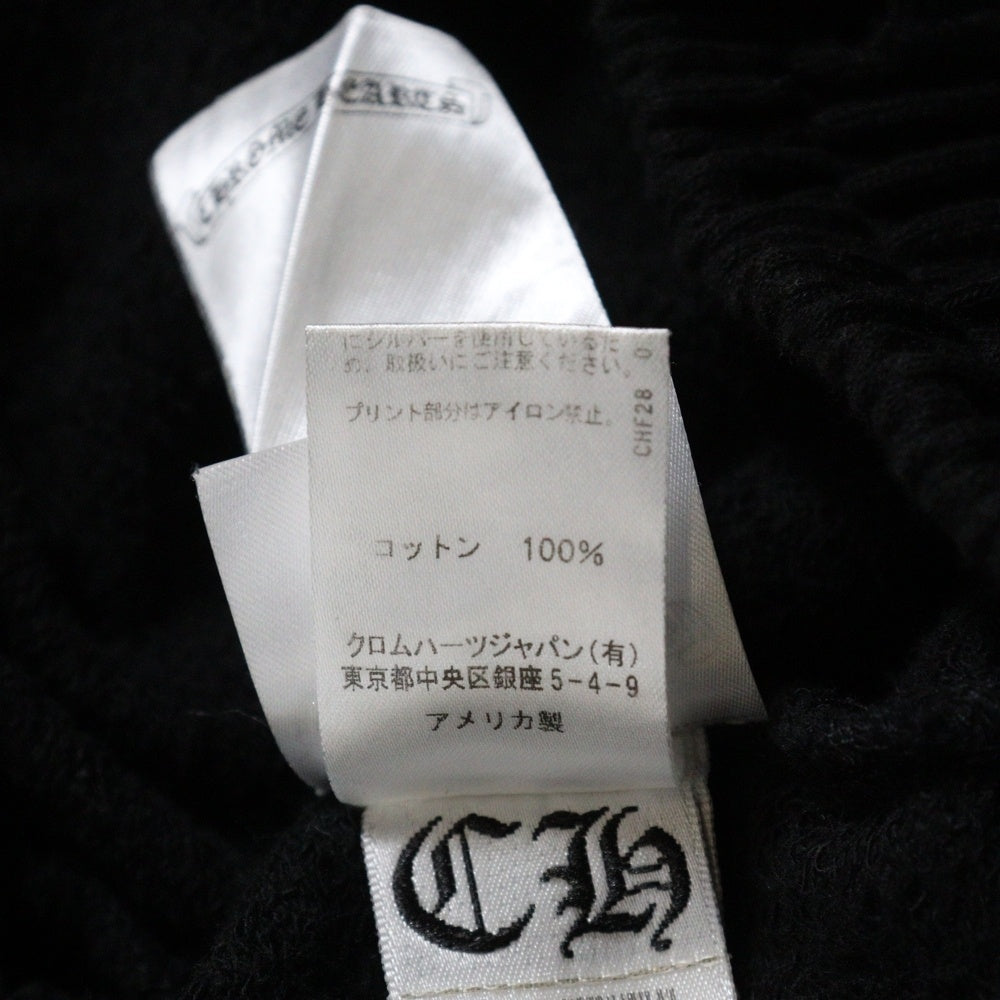 CHROME HEARTS
にシルバーを使用しているた
め、取扱いにご注意ください。
プリント部分はアイロン禁止。
CHF28 0
コットン 100%
クロムハーツジャパン(有)
東京都中央区銀座5-4-9
アメリカ製
CH